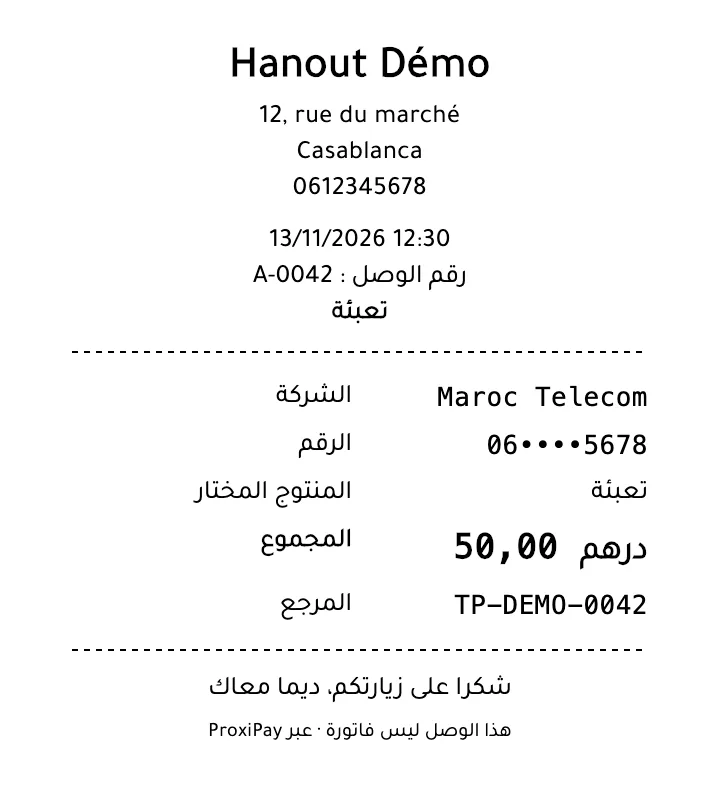 Hanout Démo
12, rue du marché
Casablanca
0612345678
13/11/2026 12:30
رقم الوصل : A-0042
تعبئة
الشركة Maroc Telecom
الرقم 06••••5678
المنتوج المختار تعبئة
المجموع 50,00 درهم
المرجع TP-DEMO-0042
شكرا على زيارتكم، ديما معاك
هذا الوصل ليس فاتورة · عبر ProxiPay